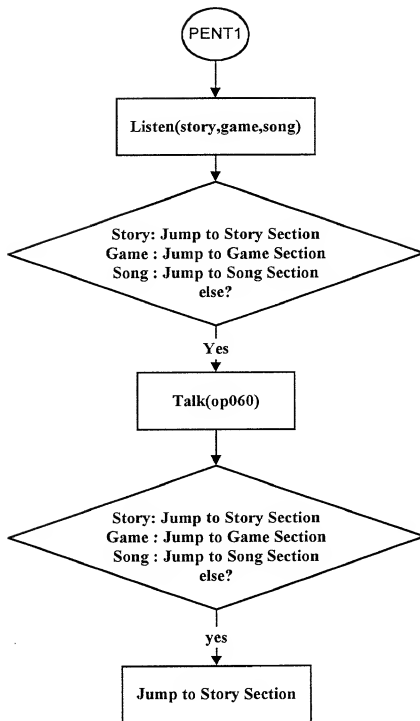 PENT1
Listen(story,game,song)
Story: Jump to Story Section
Game : Jump to Game Section
Song : Jump to Song Section
else?
Yes
Talk(op060)
Story: Jump to Story Section
Game : Jump to Game Section
Song : Jump to Song Section
else?
yes
Jump to Story Section